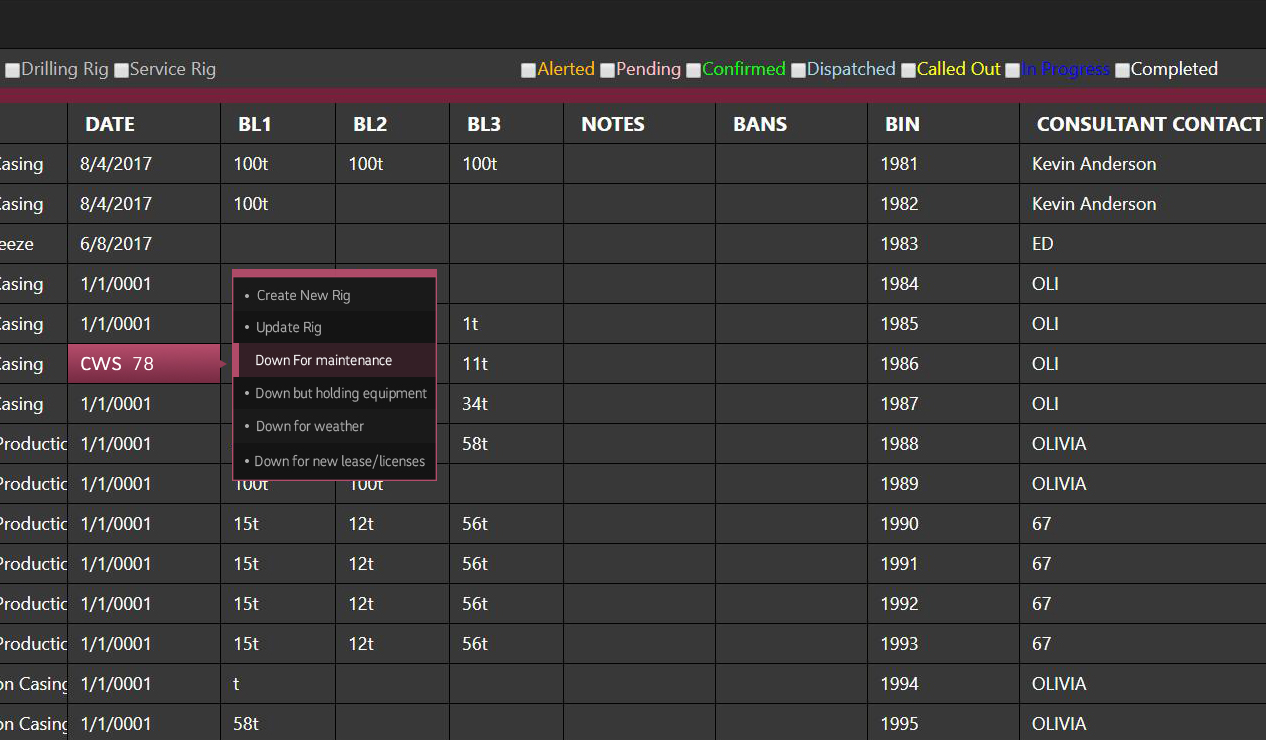 Drilling Rig Service Rig Alerted Pending Confirmed Dispatched Called Out In Progress Completed
DATE BL1 BL2 BL3 NOTES BANS BIN CONSULTANT CONTACT
Casing 8/4/2017 100t 100t 100t 1981 Kevin Anderson
Casing 8/4/2017 100t 1982 Kevin Anderson
eeze 6/8/2017 1983 ED
Casing 1/1/0001 1984 OLI
Casing 1/1/0001 1t 1985 OLI
Casing CWS 78 11t 1986 OLI
Casing 1/1/0001 34t 1987 OLI
Productic 1/1/0001 58t 1988 OLIVIA
Productic 1/1/0001 100t 100t 1989 OLIVIA
Productic 1/1/0001 15t 12t 56t 1990 67
Productic 1/1/0001 15t 12t 56t 1991 67
Productic 1/1/0001 15t 12t 56t 1992 67
Productic 1/1/0001 15t 12t 56t 1993 67
on Casing 1/1/0001 t 1994 OLIVIA
on Casing 1/1/0001 58t 1995 OLIVIA
• Create New Rig
• Update Rig
Down For maintenance
• Down but holding equipment
• Down for weather
• Down for new lease/licenses